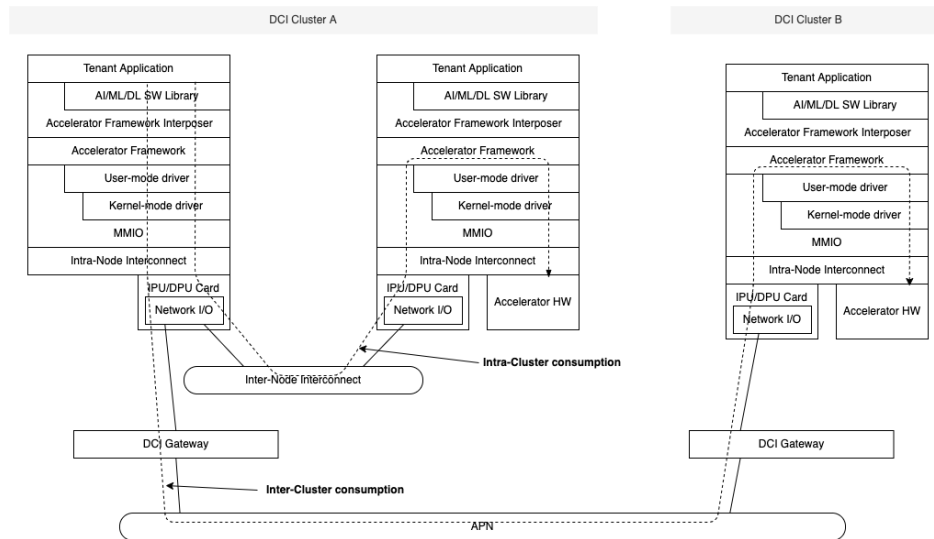 DCI Cluster A
DCI Cluster B
Tenant Application
AI/ML/DL SW Library
Accelerator Framework Interposer
Accelerator Framework
User-mode driver
Kernel-mode driver
MMIO
Intra-Node Interconnect
IPU/DPU Card
Network I/O
Tenant Application
AI/ML/DL SW Library
Accelerator Framework Interposer
Accelerator Framework
User-mode driver
Kernel-mode driver
MMIO
Intra-Node Interconnect
IPU/DPU Card
Network I/O
Accelerator HW
Tenant Application
AI/ML/DL SW Library
Accelerator Framework Interposer
Accelerator Framework
User-mode driver
Kernel-mode driver
MMIO
Intra-Node Interconnect
IPU/DPU Card
Network I/O
Accelerator HW
Intra-Cluster consumption
Inter-Node Interconnect
DCI Gateway
DCI Gateway
Inter-Cluster consumption
APN